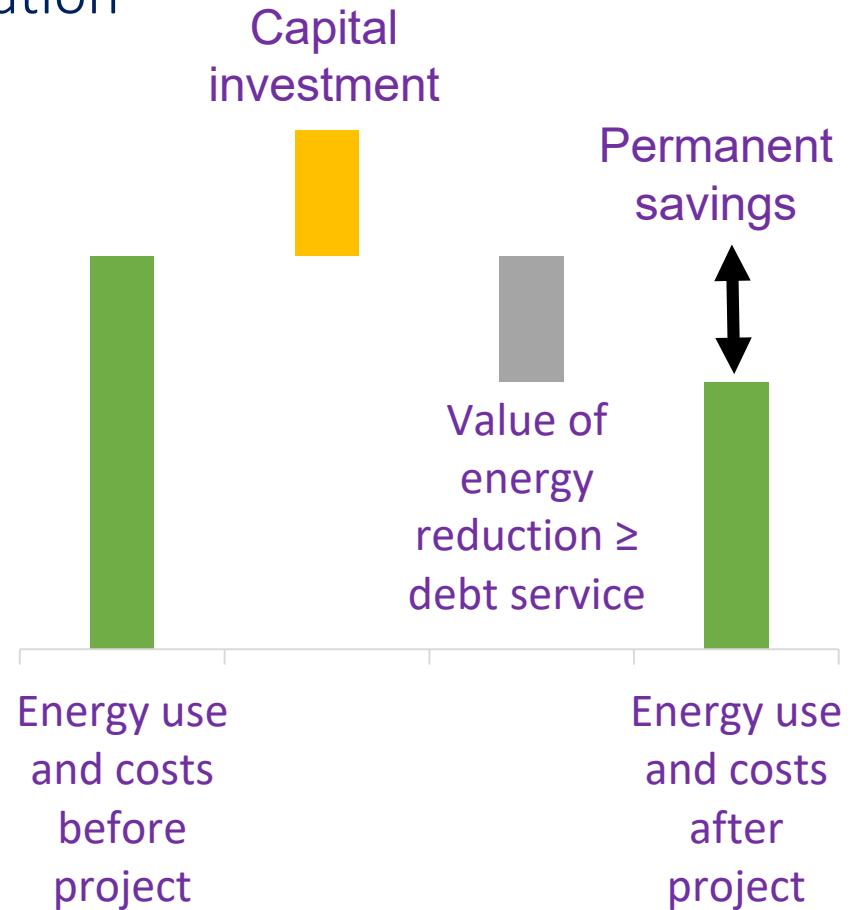 Capital
investment
Permanent
savings
Value of
energy
reduction ≥
debt service
Energy use
and costs
before
project
Energy use
and costs
after
project